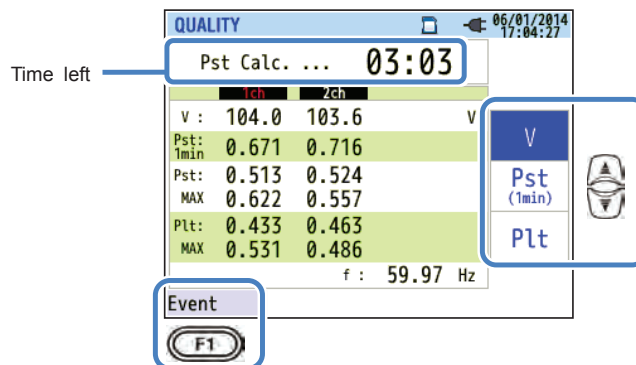 QUALITY 06/01/2014
17:04:27
Time left
Pst Calc. ... 03:03
1ch 2ch
V : 104.0 103.6 V
Pst: 1min 0.671 0.716
Pst: 0.513 0.524
MAX 0.622 0.557
Plt: 0.433 0.463
MAX 0.531 0.486
f : 59.97 Hz
V
Pst
(1min)
Plt
Event
F1